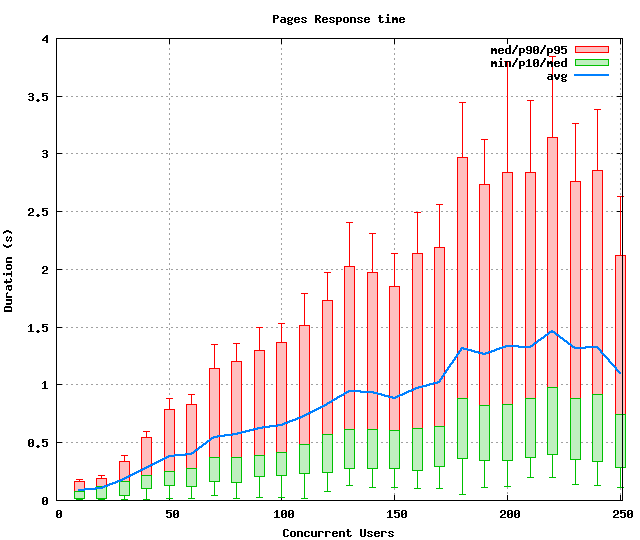 Pages Response time
med/p90/p95
min/p10/med
avg
4
3.5
3
2.5
2
1.5
1
0.5
0
0 50 100 150 200 250
Duration (s)
Concurrent Users